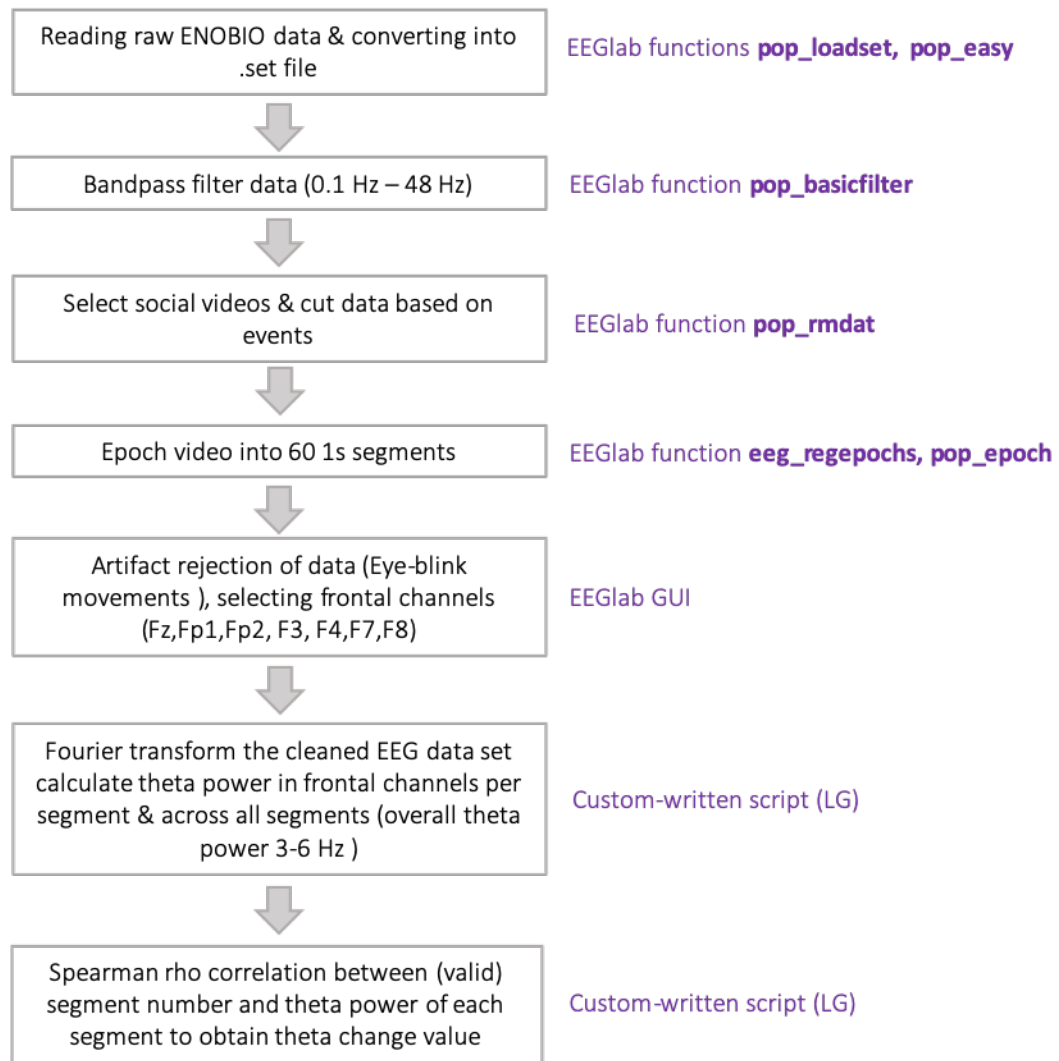 Reading raw ENOBIO data & converting into
.set file
EEGlab functions pop_loadset, pop_easy
Bandpass filter data (0.1 Hz – 48 Hz)
EEGlab function pop_basicfilter
Select social videos & cut data based on
events
EEGlab function pop_rmdat
Epoch video into 60 1s segments
EEGlab function eeg_regepochs, pop_epoch
Artifact rejection of data (Eye-blink
movements ), selecting frontal channels
(Fz,Fp1,Fp2, F3, F4,F7,F8)
EEGlab GUI
Fourier transform the cleaned EEG data set
calculate theta power in frontal channels per
segment & across all segments (overall theta
power 3-6 Hz )
Custom-written script (LG)
Spearman rho correlation between (valid)
segment number and theta power of each
segment to obtain theta change value
Custom-written script (LG)